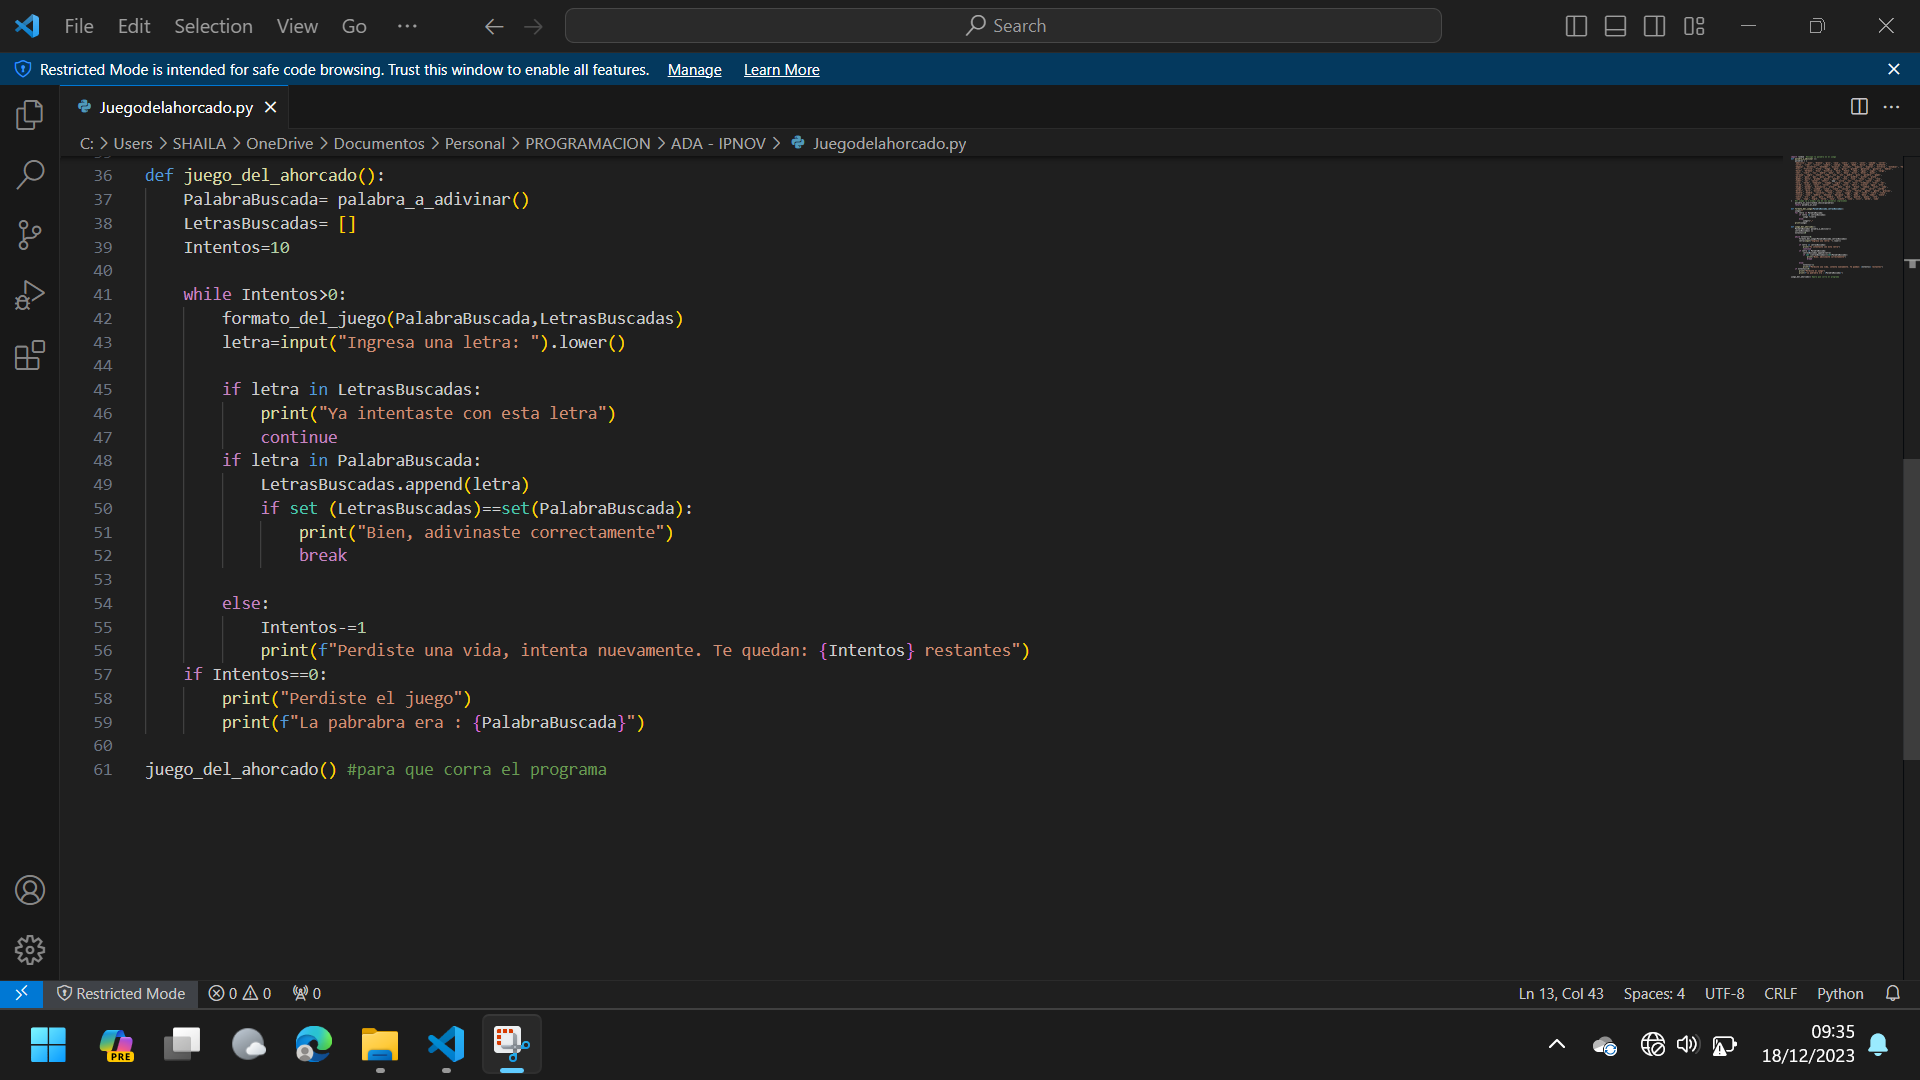 File Edit Selection View Go ··· Search
Restricted Mode is intended for safe code browsing. Trust this window to enable all features. Manage Learn More
Juegodelahorcado.py
C: > Users > SHAILA > OneDrive > Documentos > Personal > PROGRAMACION > ADA - IPNOV > Juegodelahorcado.py
36 def juego_del_ahorcado():
37     PalabraBuscada= palabra_a_adivinar()
38     LetrasBuscadas= []
39     Intentos=10
40
41     while Intentos>0:
42         formato_del_juego(PalabraBuscada,LetrasBuscadas)
43         letra=input("Ingresa una letra: ").lower()
44
45         if letra in LetrasBuscadas:
46             print("Ya intentaste con esta letra")
47             continue
48         if letra in PalabraBuscada:
49             LetrasBuscadas.append(letra)
50             if set (LetrasBuscadas)==set(PalabraBuscada):
51                 print("Bien, adivinaste correctamente")
52                 break
53
54         else:
55             Intentos-=1
56             print(f"Perdiste una vida, intenta nuevamente. Te quedan: {Intentos} restantes")
57     if Intentos==0:
58         print("Perdiste el juego")
59         print(f"La pabrabra era : {PalabraBuscada}")
60
61 juego_del_ahorcado() #para que corra el programa
Restricted Mode 0 0 0 Ln 13, Col 43 Spaces: 4 UTF-8 CRLF Python
PRE
09:35
18/12/2023